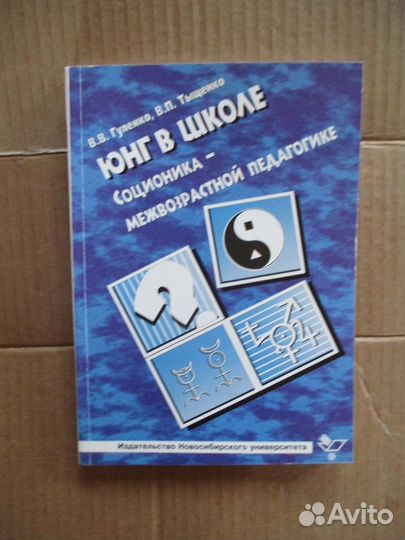 В.В. Гуленко, В.П. Тыщенко
ЮНГ В ШКОЛЕ
СОЦИОНИКА –
МЕЖВОЗРАСТНОЙ ПЕДАГОГИКЕ
?
Издательство Новосибирского университета
Avito